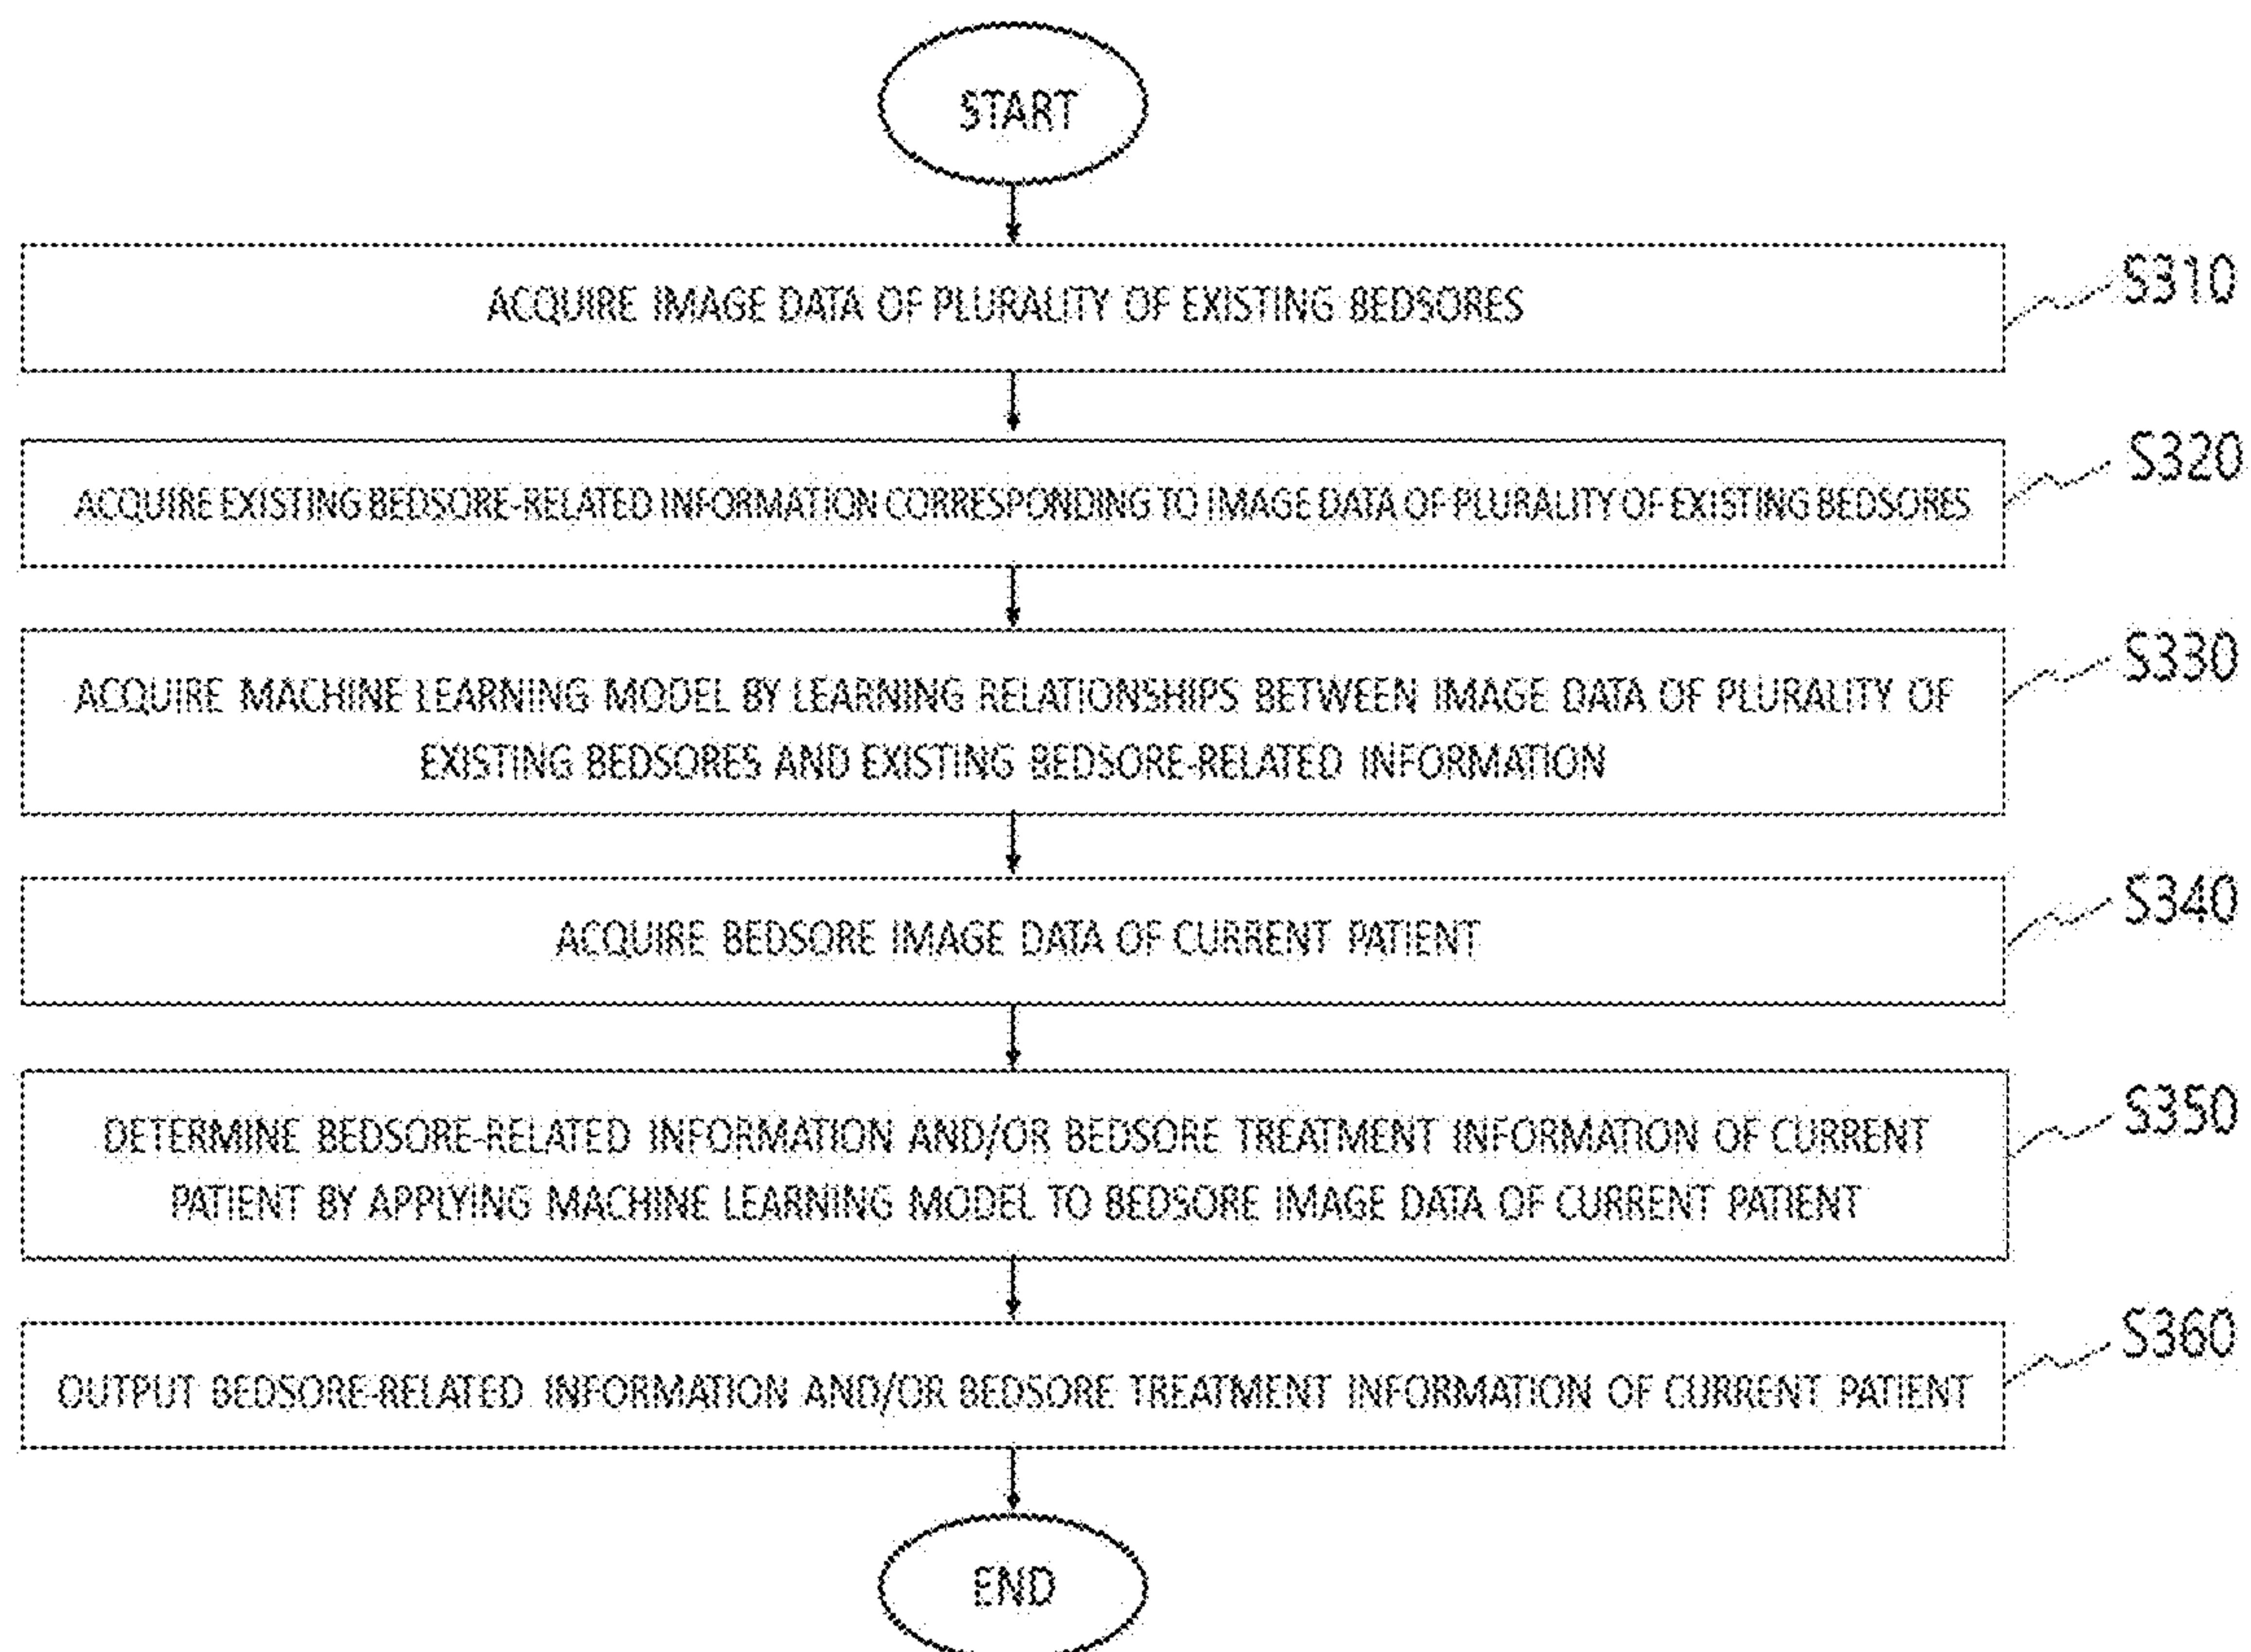 START
ACQUIRE IMAGE DATA OF PLURALITY OF EXISTING BEDSORES
S310
ACQUIRE EXISTING BEDSORE-RELATED INFORMATION CORRESPONDING TO IMAGE DATA OF PLURALITY OF EXISTING BEDSORES
S320
ACQUIRE MACHINE LEARNING MODEL BY LEARNING RELATIONSHIPS BETWEEN IMAGE DATA OF PLURALITY OF
EXISTING BEDSORES AND EXISTING BEDSORE-RELATED INFORMATION
S330
ACQUIRE BEDSORE IMAGE DATA OF CURRENT PATIENT
S340
DETERMINE BEDSORE-RELATED INFORMATION AND/OR BEDSORE TREATMENT INFORMATION OF CURRENT
PATIENT BY APPLYING MACHINE LEARNING MODEL TO BEDSORE IMAGE DATA OF CURRENT PATIENT
S350
OUTPUT BEDSORE-RELATED INFORMATION AND/OR BEDSORE TREATMENT INFORMATION OF CURRENT PATIENT
S360
END